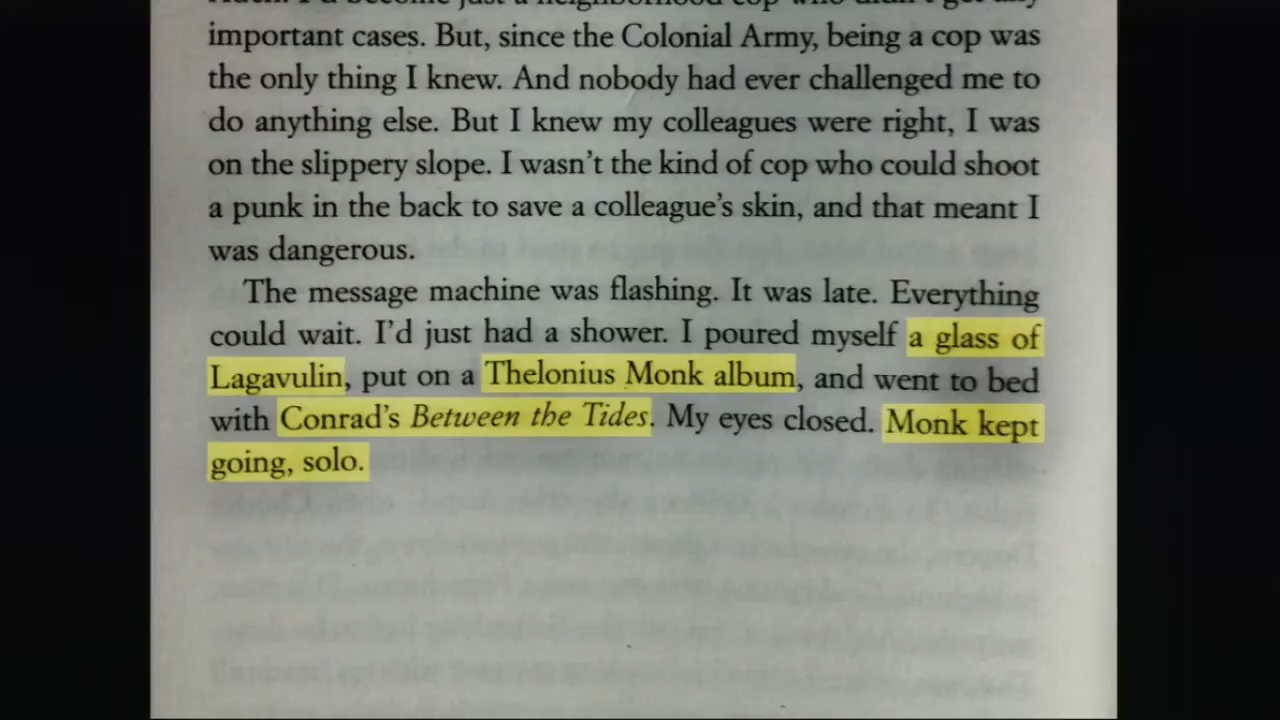 important cases. But, since the Colonial Army, being a cop was
the only thing I knew. And nobody had ever challenged me to
do anything else. But I knew my colleagues were right, I was
on the slippery slope. I wasn't the kind of cop who could shoot
a punk in the back to save a colleague's skin, and that meant I
was dangerous.
The message machine was flashing. It was late. Everything
could wait. I'd just had a shower. I poured myself a glass of
Lagavulin, put on a Thelonius Monk album, and went to bed
with Conrad's Between the Tides. My eyes closed. Monk kept
going, solo.